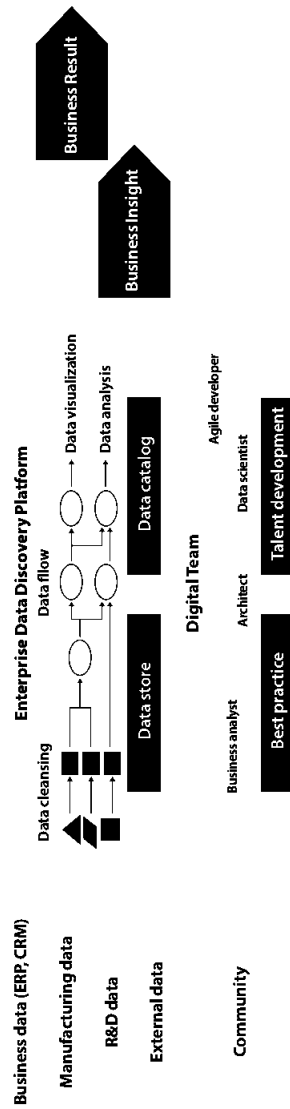 Business data (ERP, CRM)
Manufacturing data
R&D data
External data
Community
Enterprise Data Discovery Platform
Data cleansing
Data fllow
Data visualization
Data analysis
Data store
Data catalog
Digital Team
Business analyst
Architect
Data scientist
Agile developer
Best practice
Talent development
Business Insight
Business Result